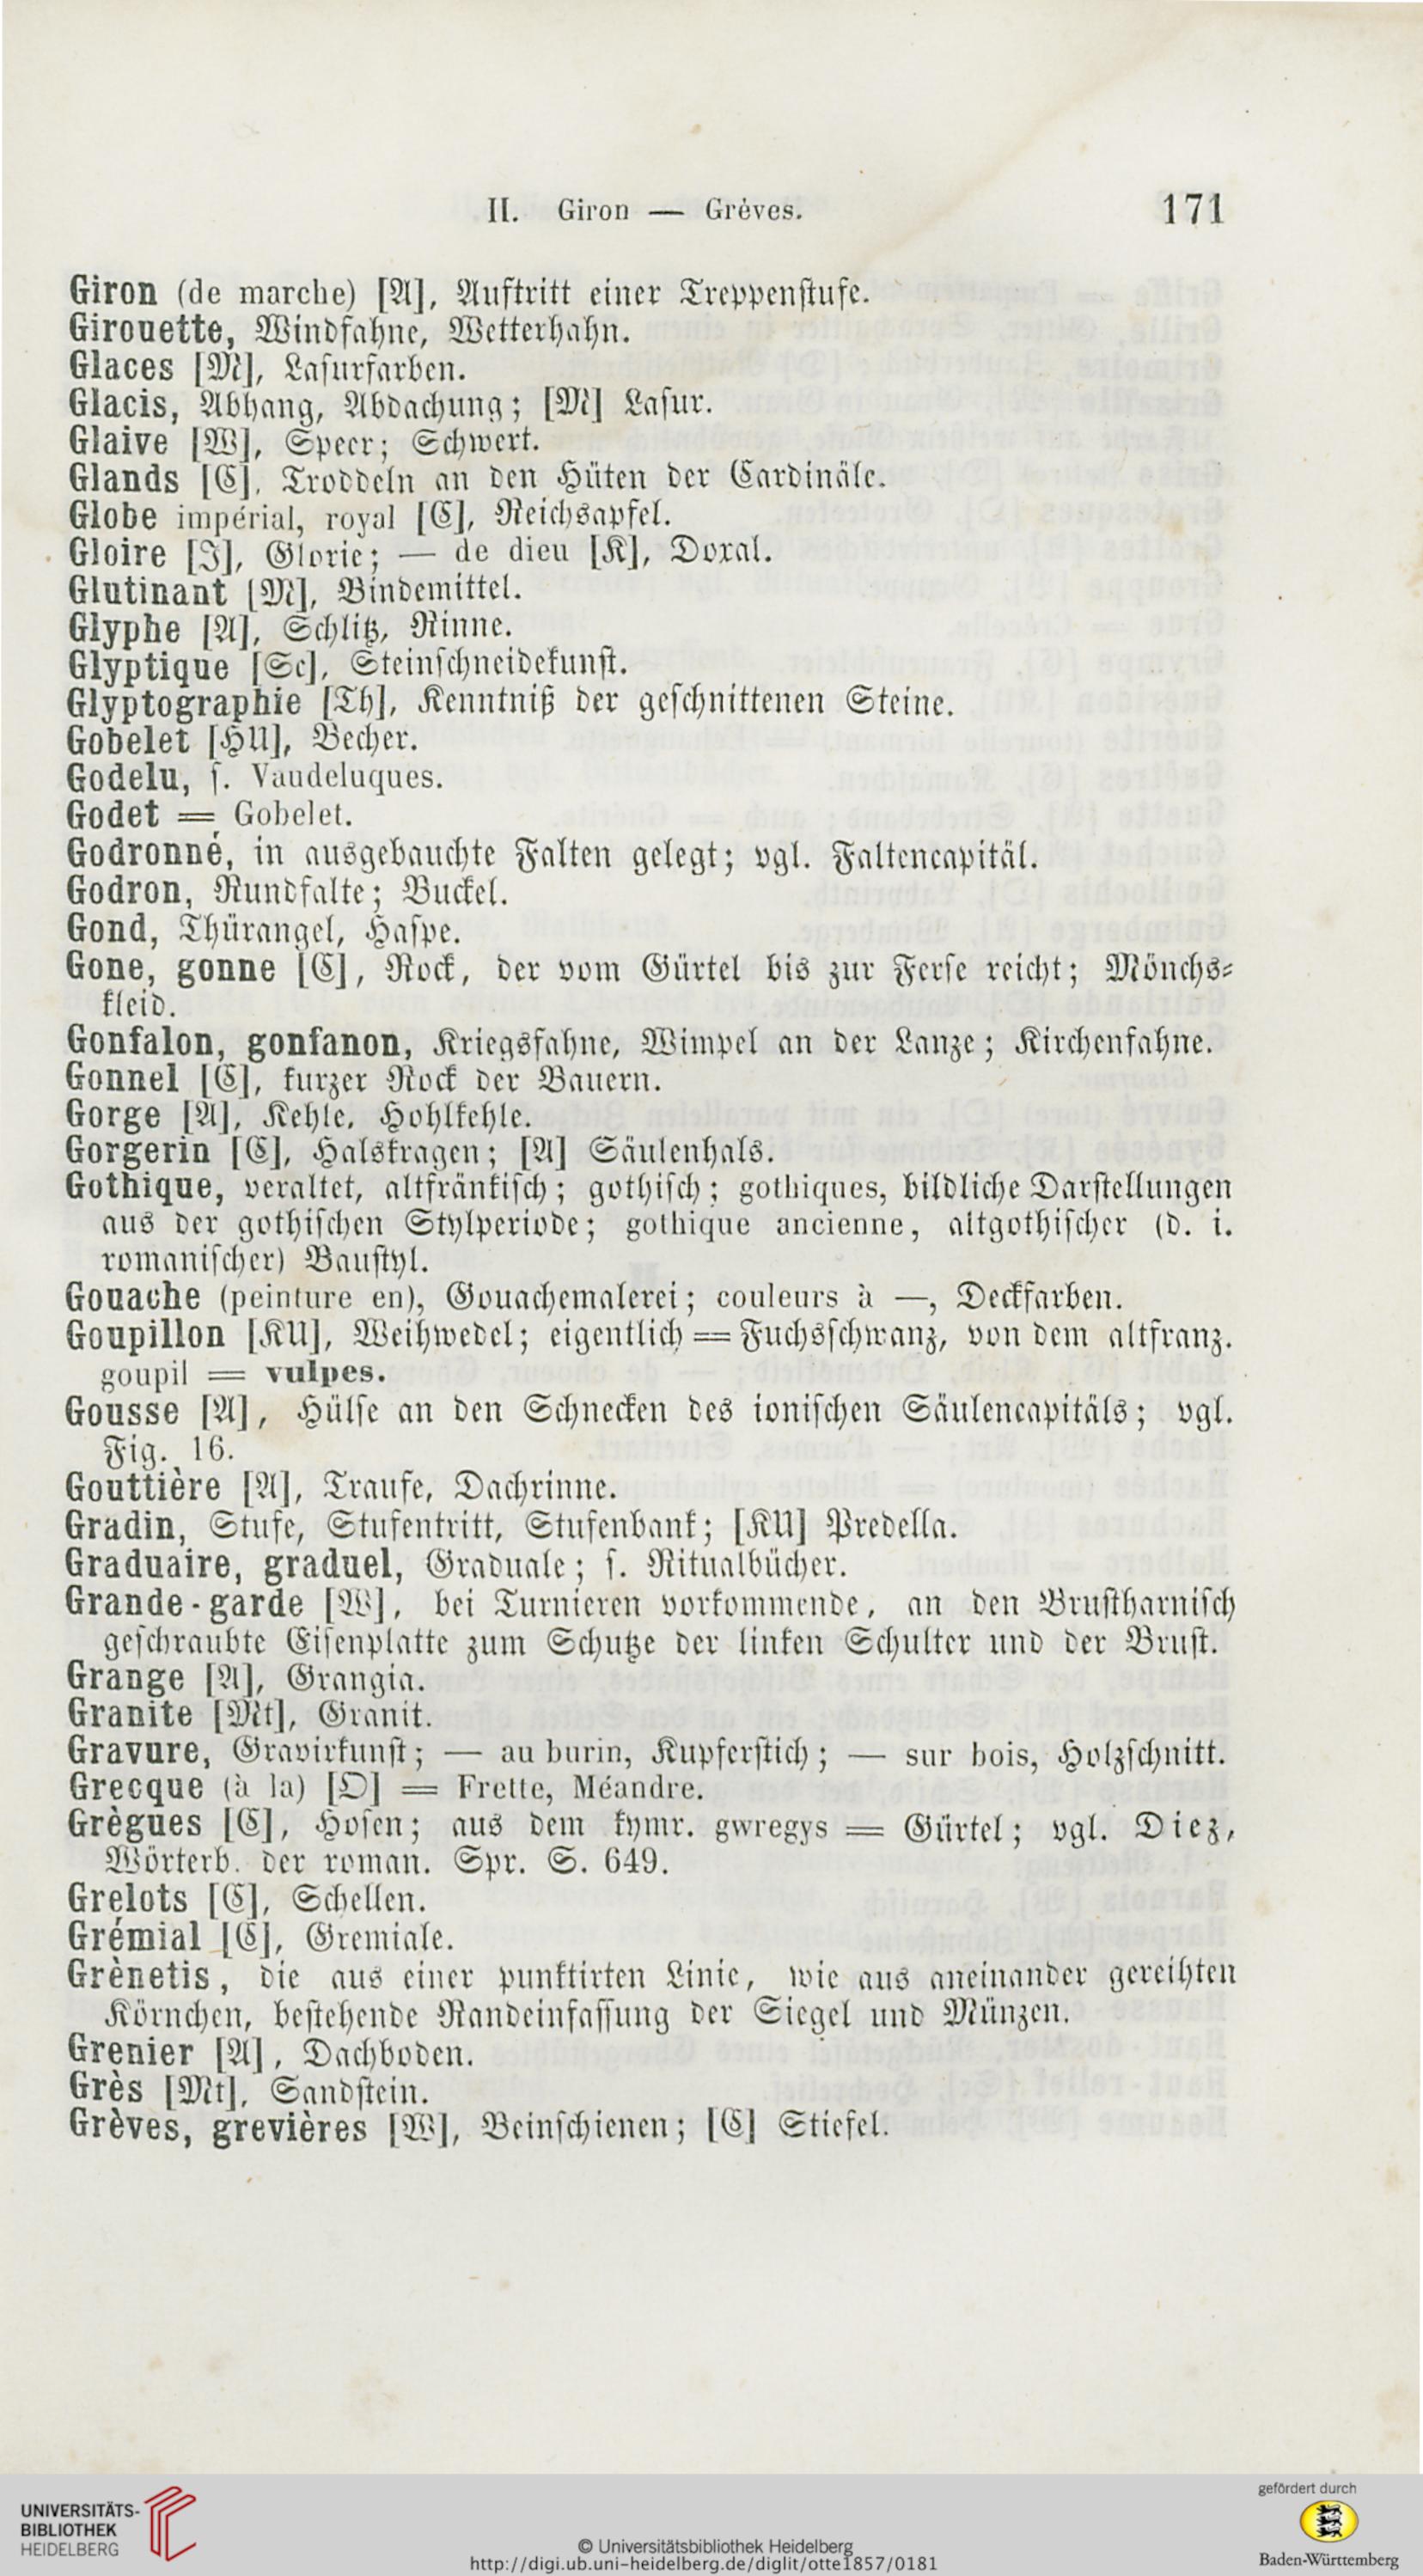 II. Giron — Grèves. 171
Giron (de marche) [A], Auftritt einer Treppenstufe.
Girouette, Windfahne, Wetterhahn.
Glaces [M], Lasurfarben.
Glacis, Abhang, Abdachung; [M] Lasur.
Glaive [W], Speer; Schwert.
Glands [C], Troddeln an den Hüten der Cardinäle.
Globe impérial, royal [C], Reichsapfel.
Gloire [J], Glorie; — de dieu [K], Doxal.
Glutinant [M], Bindemittel.
Glyphe [A], Schlitz, Rinne.
Glyptique [Sc], Steinschneidekunst.
Glyptographie [Th], Kenntniß der geschnittenen Steine.
Gobelet [HU], Becher.
Godelu, s. Vaudeluques.
Godet = Gobelet.
Godronné, in ausgebauchte Falten gelegt; vgl. Faltencapitäl.
Godron, Rundfalte; Buckel.
Gond, Thürangel, Haspe.
Gone, gonne [C], Rock, der vom Gürtel bis zur Ferse reicht; Mönchs-
kleid.
Gonfalon, gonfanon, Kriegsfahne, Wimpel an der Lanze; Kirchenfahne.
Gonnel [C], kurzer Rock der Bauern.
Gorge [A], Kehle, Hohlkehle.
Gorgerin [C], Halskragen; [A] Säulenhals.
Gothique, veraltet, altfränkisch; gothisch; gothiques, bildliche Darstellungen
aus der gothischen Stylperiode; gothique ancienne, altgothischer (d. i.
romanischer) Baustyl.
Gouache (peinture en), Gouachemalerei; couleurs à —, Deckfarben.
Goupillon [KU], Weihwedel; eigentlich = Fuchsschwanz, von dem altfranz.
goupil = vulpes.
Gousse [A], Hülse an den Schnecken des ionischen Säulencapitäls; vgl.
Fig. 16.
Gouttière [A], Traufe, Dachrinne.
Gradin, Stufe, Stufentritt, Stufenbank; [KU] Predella.
Graduaire, graduel, Graduale; s. Ritualbücher.
Grande-garde [W], bei Turnieren vorkommende, an den Brustharnisch
geschraubte Eisenplatte zum Schutze der linken Schulter und der Brust.
Grange [A], Grangia.
Granite [Mt], Granit.
Gravure, Gravirkunst; — au burin, Kupferstich; — sur bois, Holzschnitt.
Grecque (à la) [O] = Frette, Méandre.
Grègues [C], Hosen; aus dem kymr. gwregys = Gürtel; vgl. Diez,
Wörterb. der roman. Spr. S. 649.
Grelots [C], Schellen.
Grémial [C], Gremiale.
Grènetis, die aus einer punktirten Linie, wie aus aneinander gereihten
Körnchen, bestehende Randeinfassung der Siegel und Münzen.
Grenier [A], Dachboden.
Grès [Mt], Sandstein.
Grèves, grevières [W], Beinschienen; [C] Stiefel.
UNIVERSITÄTS-
BIBLIOTHEK
HEIDELBERG
© Universitätsbibliothek Heidelberg
http://digi.ub.uni-heidelberg.de/diglit/otte1857/0181
gefördert durch
Baden-Württemberg